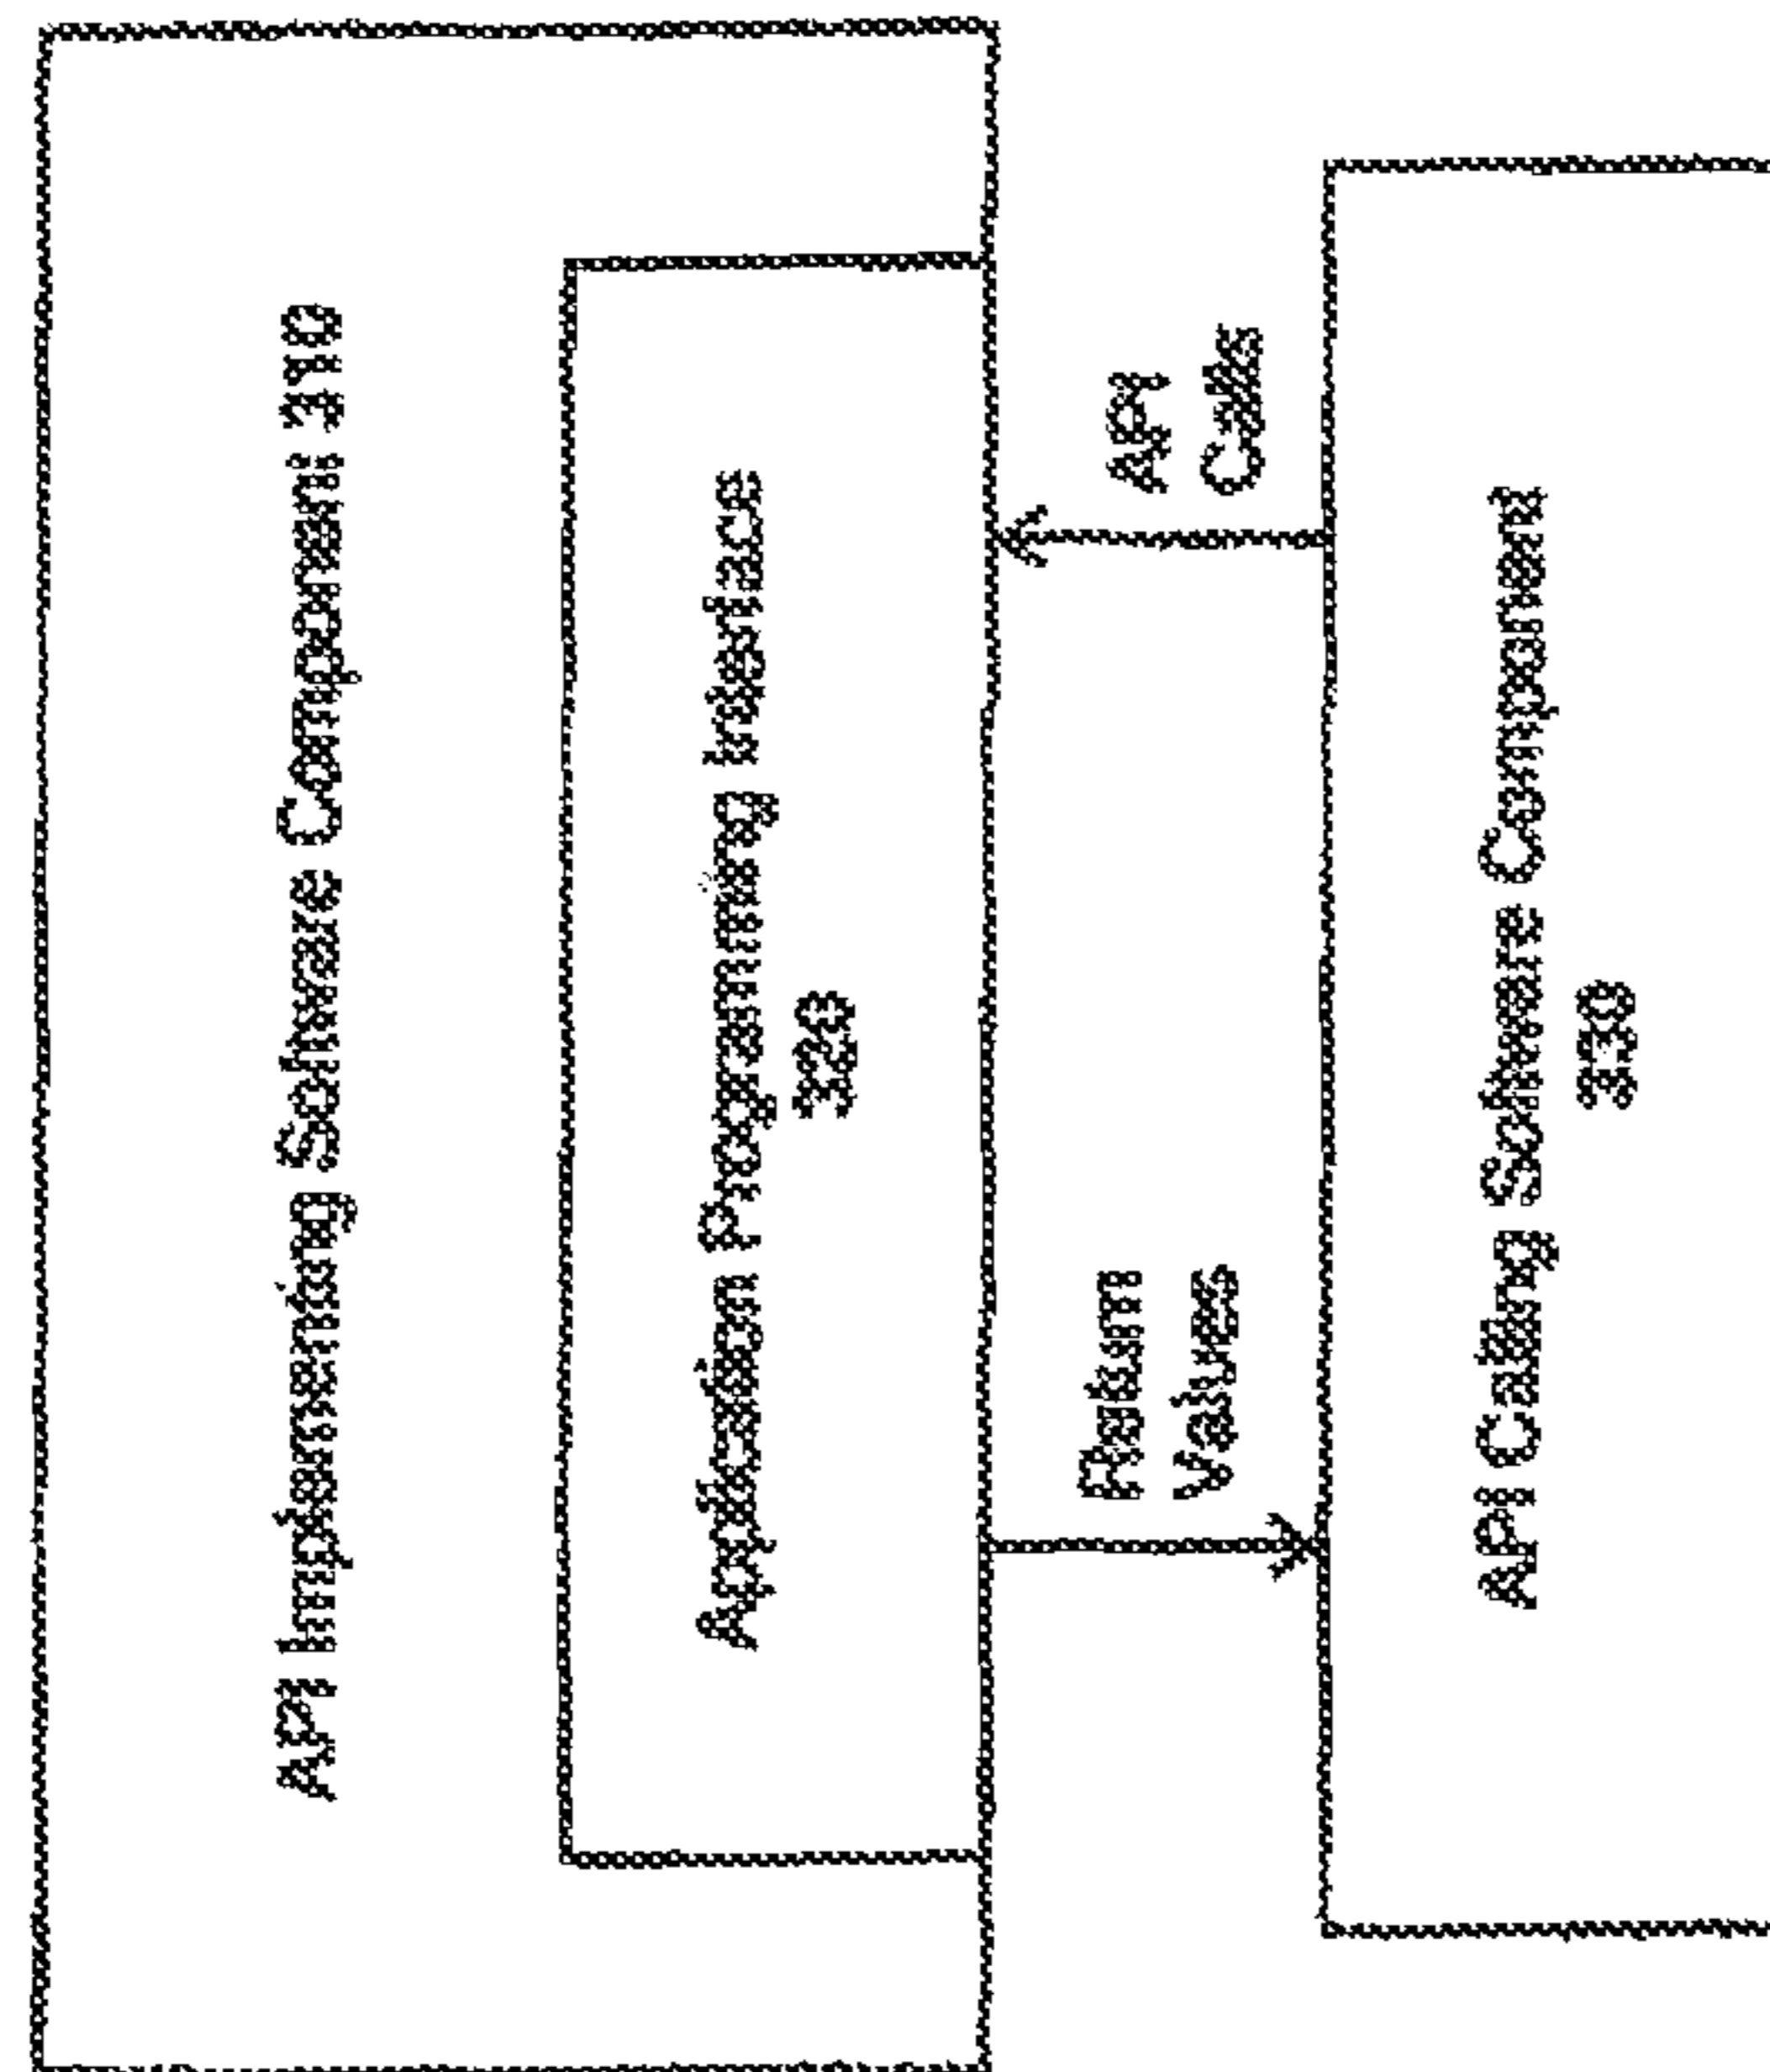 API Implementing Software Component 310
Application Programming Interface
320
Return
Values
API
Calls
API Calling Software Component
330